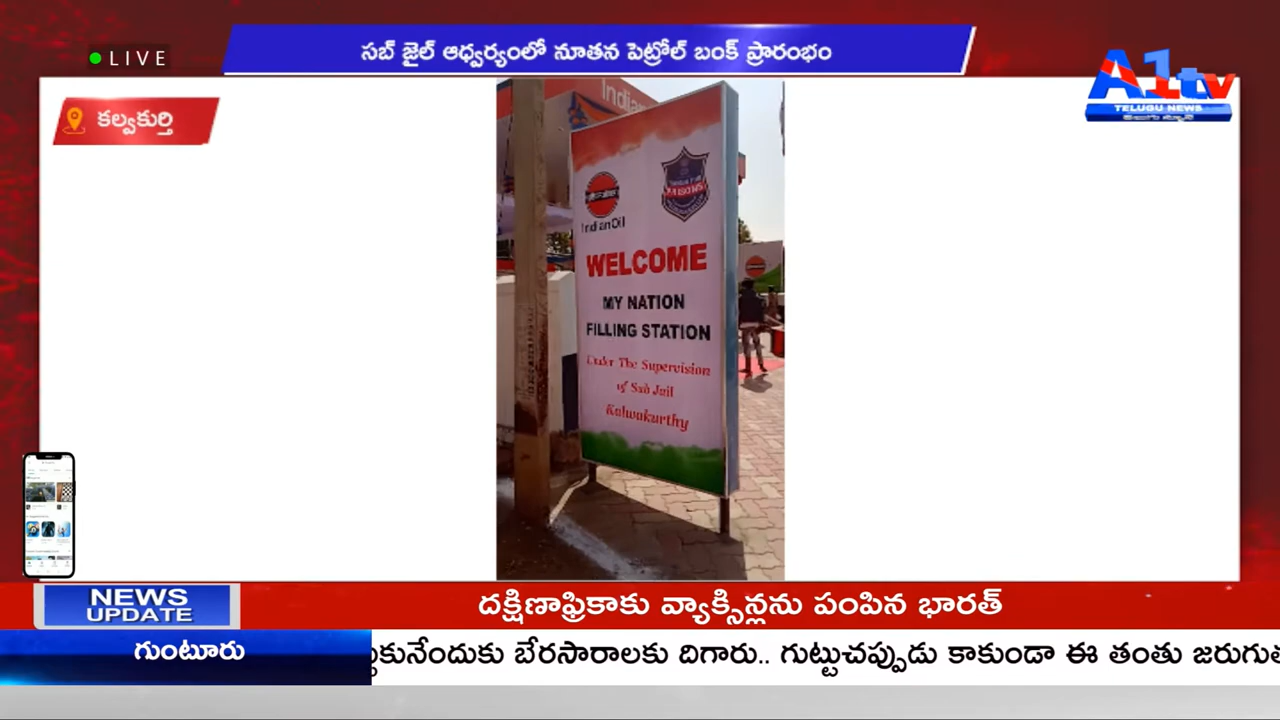 సబ్ జైల్ ఆధ్వర్యంలో నూతన పెట్రోల్ బంక్ ప్రారంభం
LIVE
A1tv
TELUGU NEWS
తెలుగు న్యూస్
కల్వకుర్తి
Indian
IndianOil
WELCOME
MY NATION
FILLING STATION
Under The Supervision
of Sub Jail
Kalwakurthy
NEWS
UPDATE
దక్షిణాఫ్రికాకు వ్యాక్సిన్లను పంపిన భారత్
గుంటూరు
కునేందుకు బేరసారాలకు దిగారు.. గుట్టుచప్పుడు కాకుండా ఈ తంతు జరుగుత